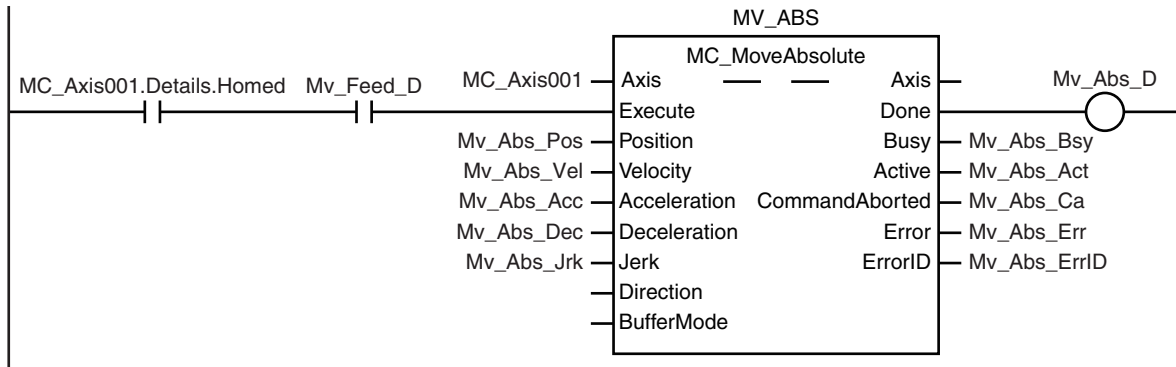 MV_ABS
MC_MoveAbsolute
MC_Axis001.Details.Homed Mv_Feed_D MC_Axis001 Axis Axis Mv_Abs_D
Execute Done
Mv_Abs_Pos Position Busy Mv_Abs_Bsy
Mv_Abs_Vel Velocity Active Mv_Abs_Act
Mv_Abs_Acc Acceleration CommandAborted Mv_Abs_Ca
Mv_Abs_Dec Deceleration Error Mv_Abs_Err
Mv_Abs_Jrk Jerk ErrorID Mv_Abs_ErrID
Direction
BufferMode